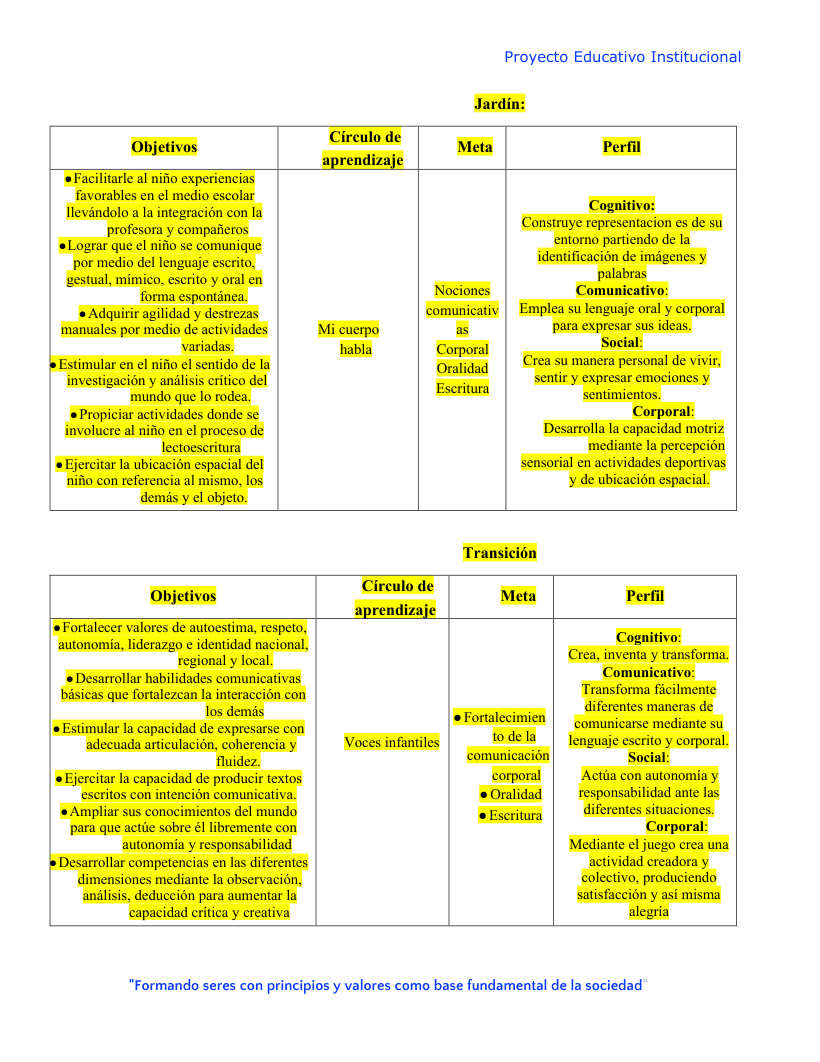 Proyecto Educativo Institucional
Jardín:
Objetivos
Círculo de
aprendizaje
Meta
Perfil
●Facilitarle al niño experiencias
favorables en el medio escolar
llevándolo a la integración con la
profesora y compañeros
●Lograr que el niño se comunique
por medio del lenguaje escrito,
gestual, mímico, escrito y oral en
forma espontánea.
●Adquirir agilidad y destrezas
manuales por medio de actividades
variadas.
●Estimular en el niño el sentido de la
investigación y análisis crítico del
mundo que lo rodea.
●Propiciar actividades donde se
involucre al niño en el proceso de
lectoescritura
●Ejercitar la ubicación espacial del
niño con referencia al mismo, los
demás y el objeto.
Mi cuerpo
habla
Nociones
comunicativ
as
Corporal
Oralidad
Escritura
Cognitivo:
Construye representacion es de su
entorno partiendo de la
identificación de imágenes y
palabras
Comunicativo:
Emplea su lenguaje oral y corporal
para expresar sus ideas.
Social:
Crea su manera personal de vivir,
sentir y expresar emociones y
sentimientos.
Corporal:
Desarrolla la capacidad motriz
mediante la percepción
sensorial en actividades deportivas
y de ubicación espacial.
Transición
Objetivos
Círculo de
aprendizaje
Meta
Perfil
●Fortalecer valores de autoestima, respeto,
autonomía, liderazgo e identidad nacional,
regional y local.
●Desarrollar habilidades comunicativas
básicas que fortalezcan la interacción con
los demás
●Estimular la capacidad de expresarse con
adecuada articulación, coherencia y
fluidez.
●Ejercitar la capacidad de producir textos
escritos con intención comunicativa.
●Ampliar sus conocimientos del mundo
para que actúe sobre él libremente con
autonomía y responsabilidad
●Desarrollar competencias en las diferentes
dimensiones mediante la observación,
análisis, deducción para aumentar la
capacidad crítica y creativa
Voces infantiles
●Fortalecimien
to de la
comunicación
corporal
●Oralidad
●Escritura
Cognitivo:
Crea, inventa y transforma.
Comunicativo:
Transforma fácilmente
diferentes maneras de
comunicarse mediante su
lenguaje escrito y corporal.
Social:
Actúa con autonomía y
responsabilidad ante las
diferentes situaciones.
Corporal:
Mediante el juego crea una
actividad creadora y
colectivo, produciendo
satisfacción y así misma
alegría
"Formando seres con principios y valores como base fundamental de la sociedad"